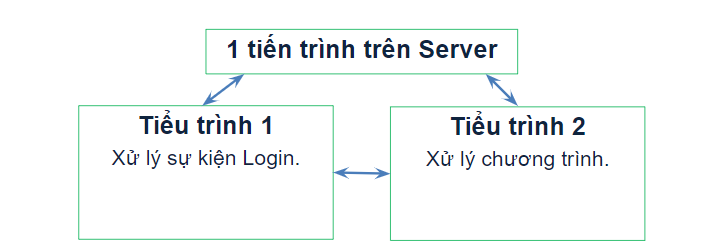 1 tiến trình trên Server
Tiểu trình 1
Xử lý sự kiện Login.
Tiểu trình 2
Xử lý chương trình.